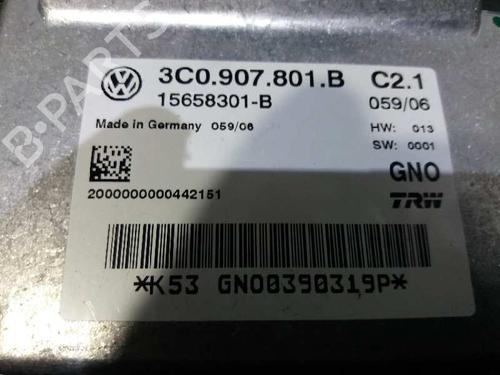 3C0.907.801.B C2.1
15658301-B 059/06
Made in Germany 059/06 HW: 013
SW: 0001
GNO
2000000000442151 TRW
*K53 GNO0390319P*
B-PARTS